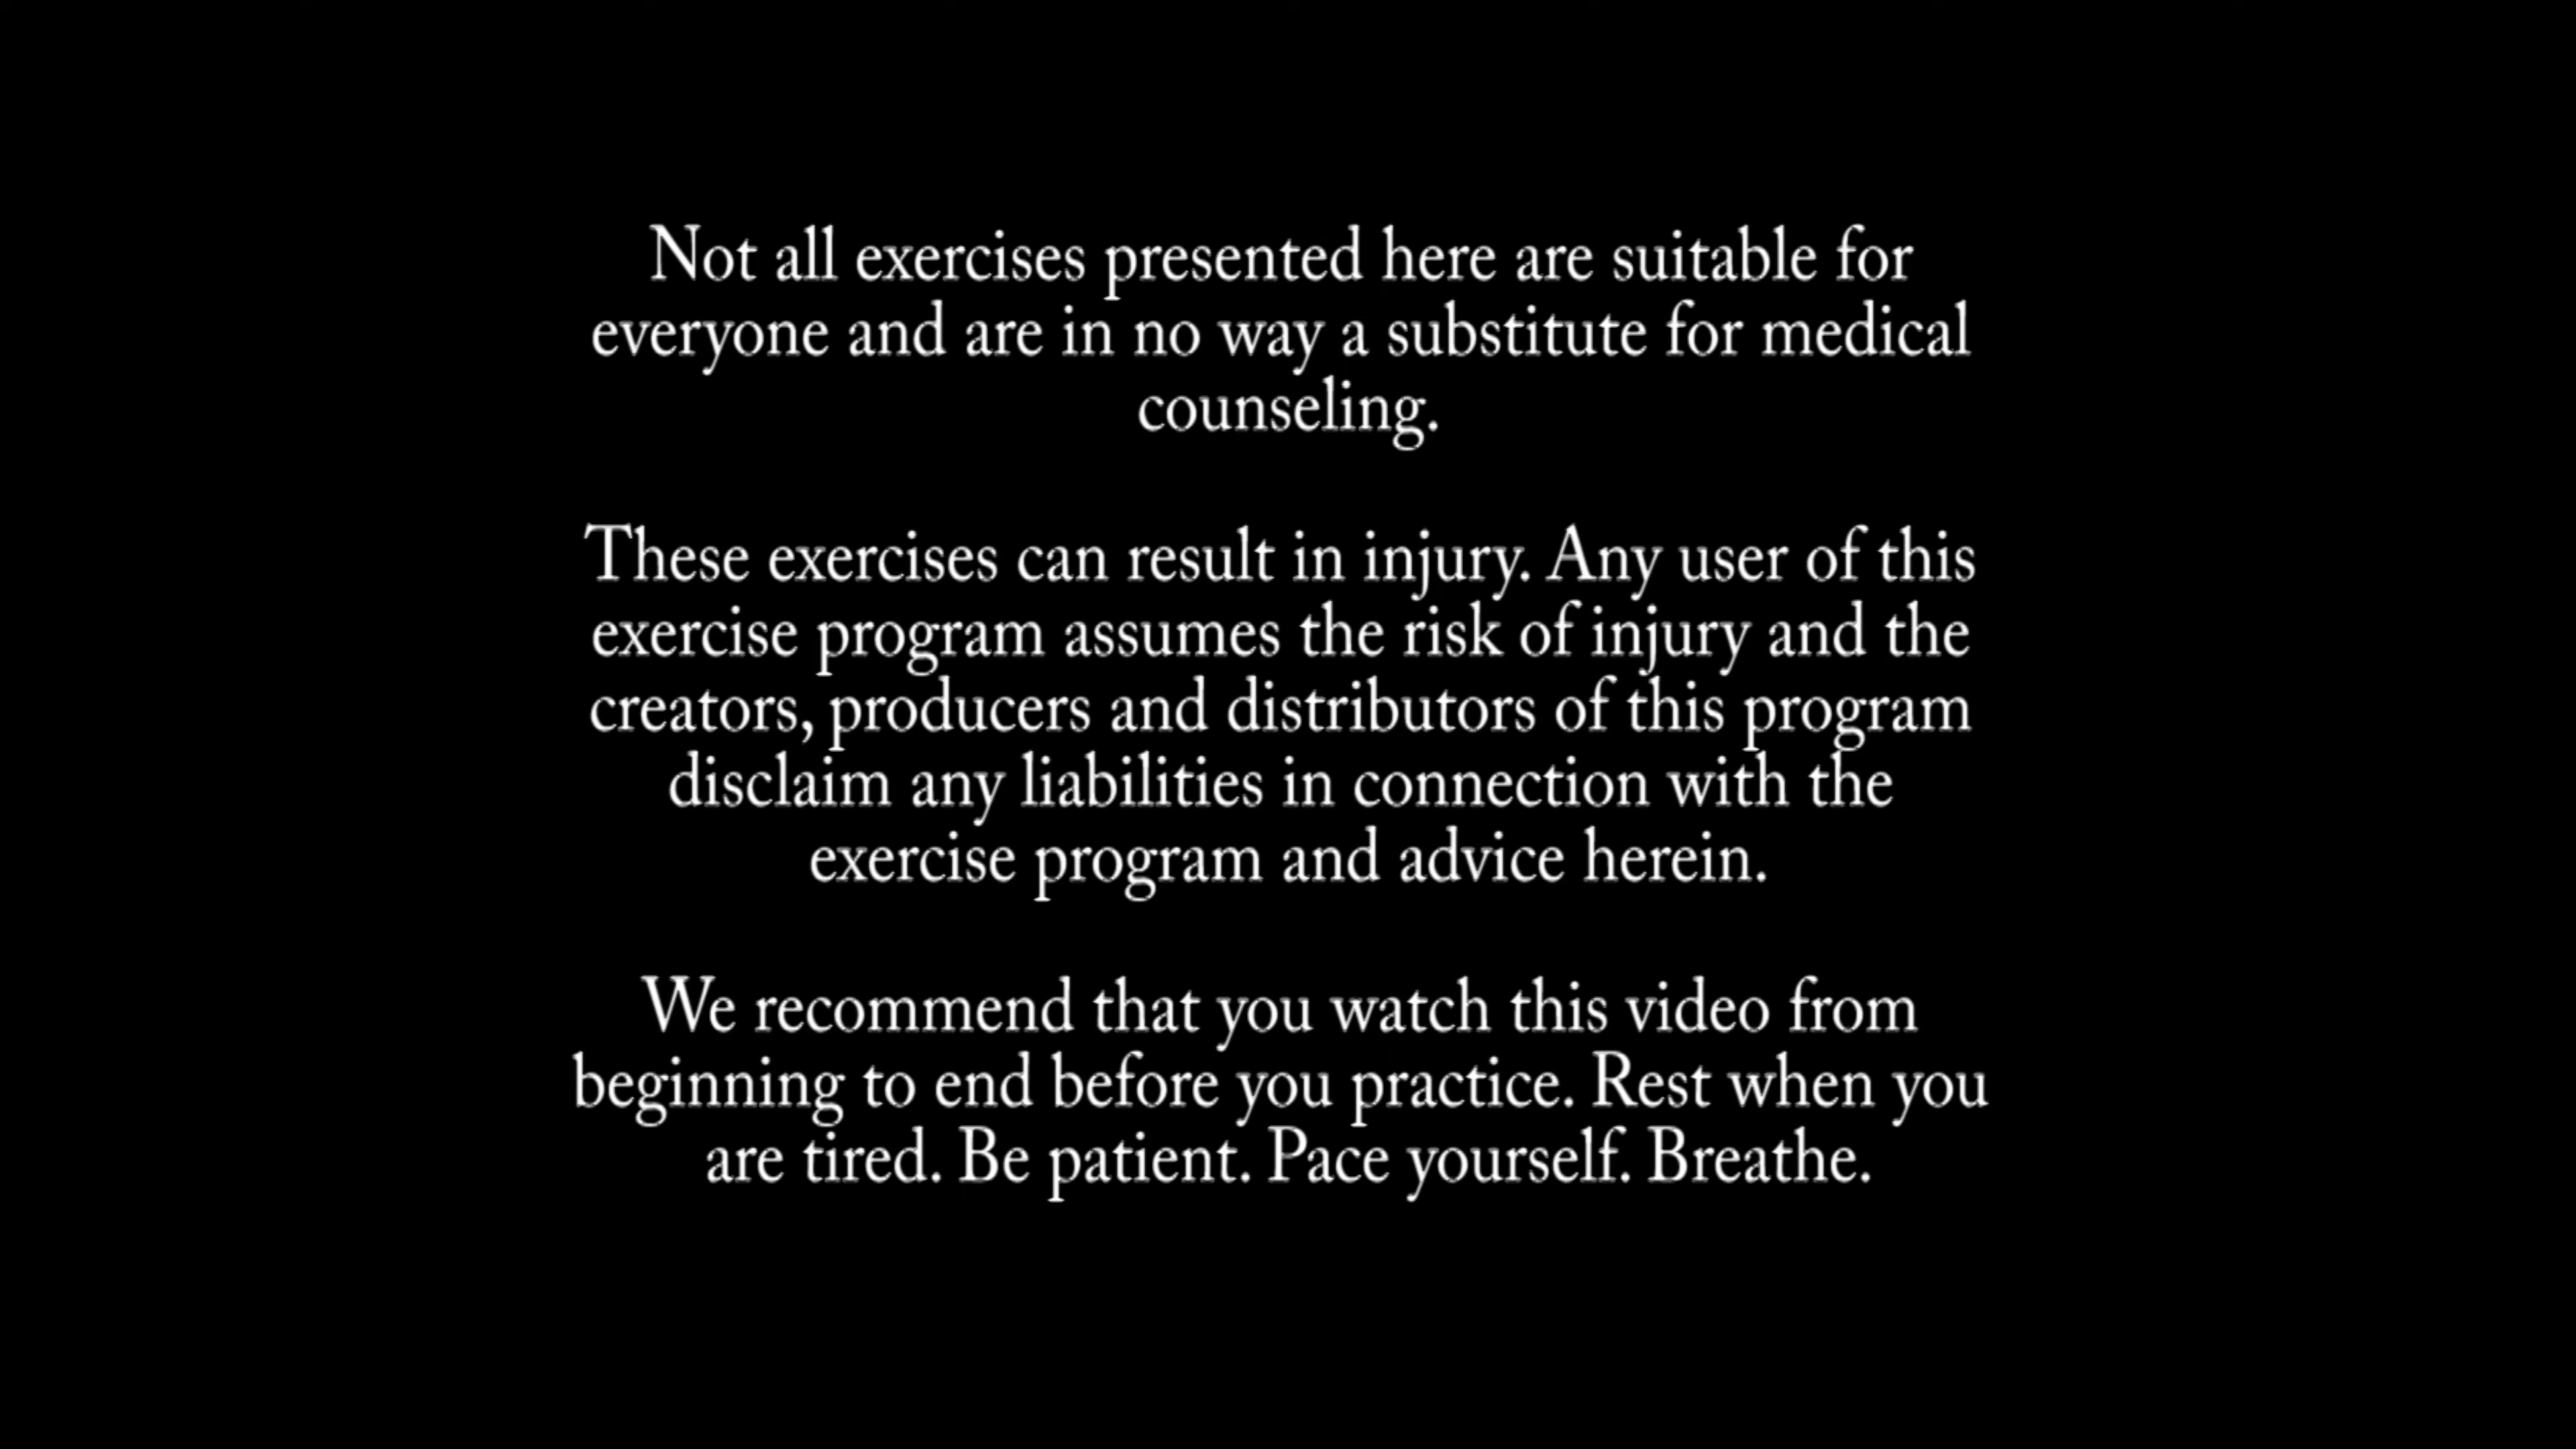 Not all exercises presented here are suitable for
everyone and are in no way a substitute for medical
counseling.
These exercises can result in injury. Any user of this
exercise program assumes the risk of injury and the
creators, producers and distributors of this program
disclaim any liabilities in connection with the
exercise program and advice herein.
We recommend that you watch this video from
beginning to end before you practice. Rest when you
are tired. Be patient. Pace yourself. Breathe.